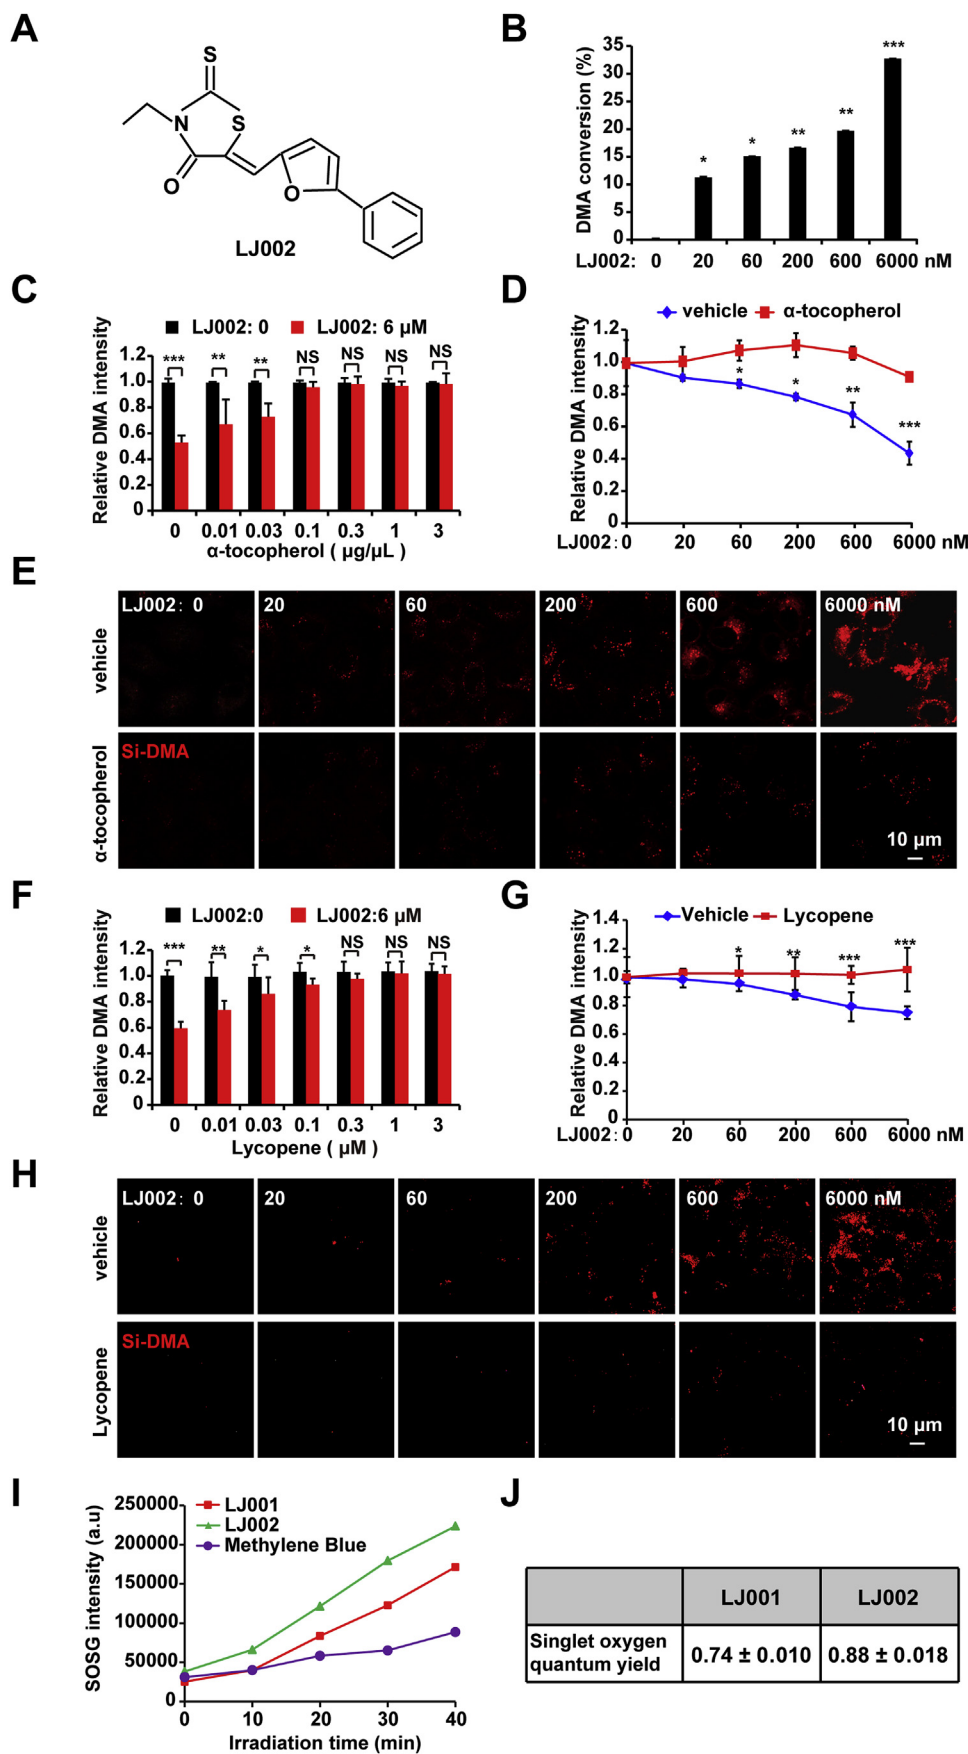 A
S
N
S
O
O
LJ002
B
DMA conversion (%)
35
30
25
20
15
10
5
0
*
*
**
**
***
LJ002: 0 20 60 200 600 6000 nM
C
LJ002: 0 LJ002: 6 µM
Relative DMA intensity
1.2
1.0
0.8
0.6
0.4
0.2
0
*** ** ** NS NS NS NS
0 0.01 0.03 0.1 0.3 1 3
α-tocopherol ( µg/µL )
D
vehicle α-tocopherol
Relative DMA intensity
1.2
1.0
0.8
0.6
0.4
0.2
0
* * ** ***
LJ002: 0 20 60 200 600 6000 nM
E
LJ002: 0 20 60 200 600 6000 nM
vehicle
Si-DMA
α-tocopherol
10 µm
F
LJ002:0 LJ002:6 µM
Relative DMA intensity
1.2
1.0
0.8
0.6
0.4
0.2
0
*** ** * * NS NS NS
0 0.01 0.03 0.1 0.3 1 3
Lycopene ( µM )
G
Vehicle Lycopene
Relative DMA intensity
1.4
1.2
1.0
0.8
0.6
0.4
0.2
0
* ** *** ***
LJ002: 0 20 60 200 600 6000 nM
H
LJ002: 0 20 60 200 600 6000 nM
vehicle
Si-DMA
Lycopene
10 µm
I
LJ001
LJ002
Methylene Blue
SOSG intensity (a.u)
250000
200000
150000
100000
50000
0
0 10 20 30 40
Irradiation time (min)
J
LJ001 LJ002
Singlet oxygen
quantum yield 0.74 ± 0.010 0.88 ± 0.018